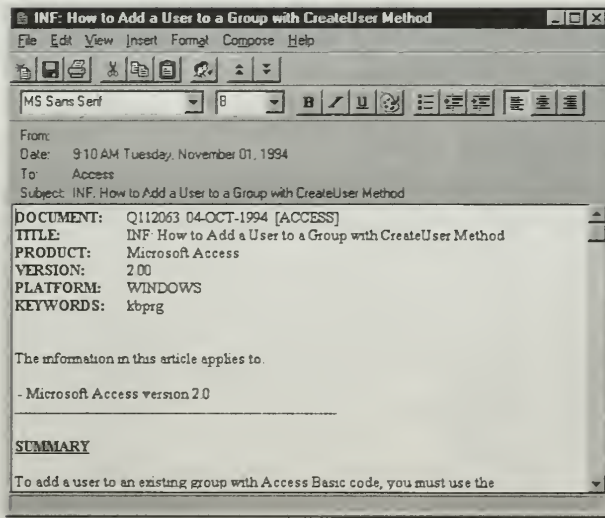 INF: How to Add a User to a Group with CreateUser Method
File Edit View Insert Format Compose Help
MS Sans Serif 8 B I U
From:
Date: 9:10 AM Tuesday, November 01, 1994
To: Access
Subject: INF: How to Add a User to a Group with CreateUser Method
DOCUMENT: Q112063 04-OCT-1994 [ACCESS]
TITLE: INF: How to Add a User to a Group with CreateUser Method
PRODUCT: Microsoft Access
VERSION: 2.00
PLATFORM: WINDOWS
KEYWORDS: kbprg
The information in this article applies to:
- Microsoft Access version 2.0
SUMMARY
To add a user to an existing group with Access Basic code, you must use the